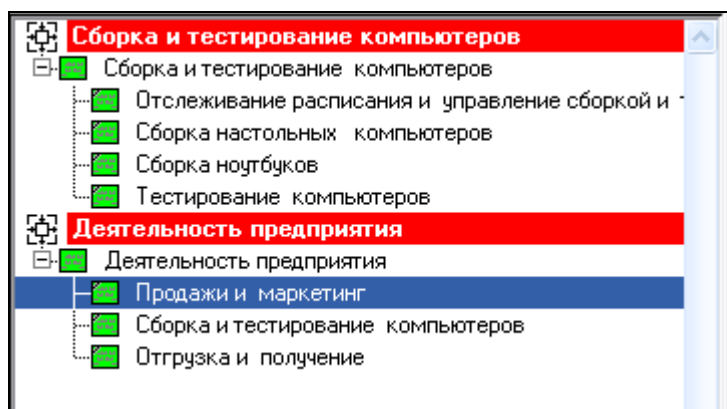 Сборка и тестирование компьютеров
Сборка и тестирование компьютеров
Отслеживание расписания и управление сборкой и
Сборка настольных компьютеров
Сборка ноутбуков
Тестирование компьютеров
Деятельность предприятия
Деятельность предприятия
Продажи и маркетинг
Сборка и тестирование компьютеров
Отгрузка и получение